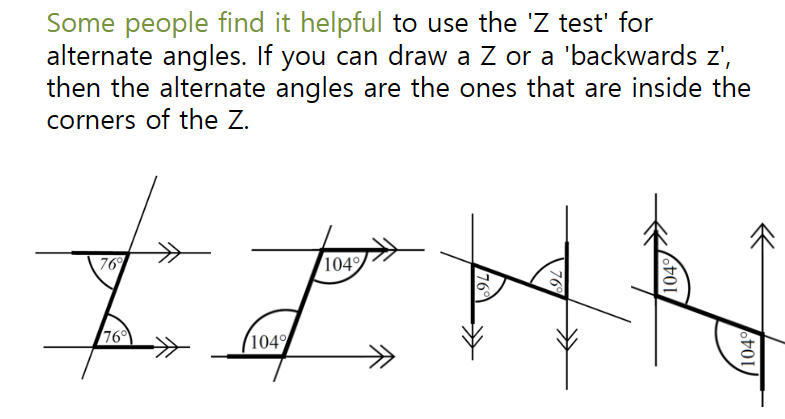 Some people find it helpful to use the 'Z test' for
alternate angles. If you can draw a Z or a 'backwards z',
then the alternate angles are the ones that are inside the
corners of the Z.
76°
76°
104°
104°
76°
76°
104°
104°